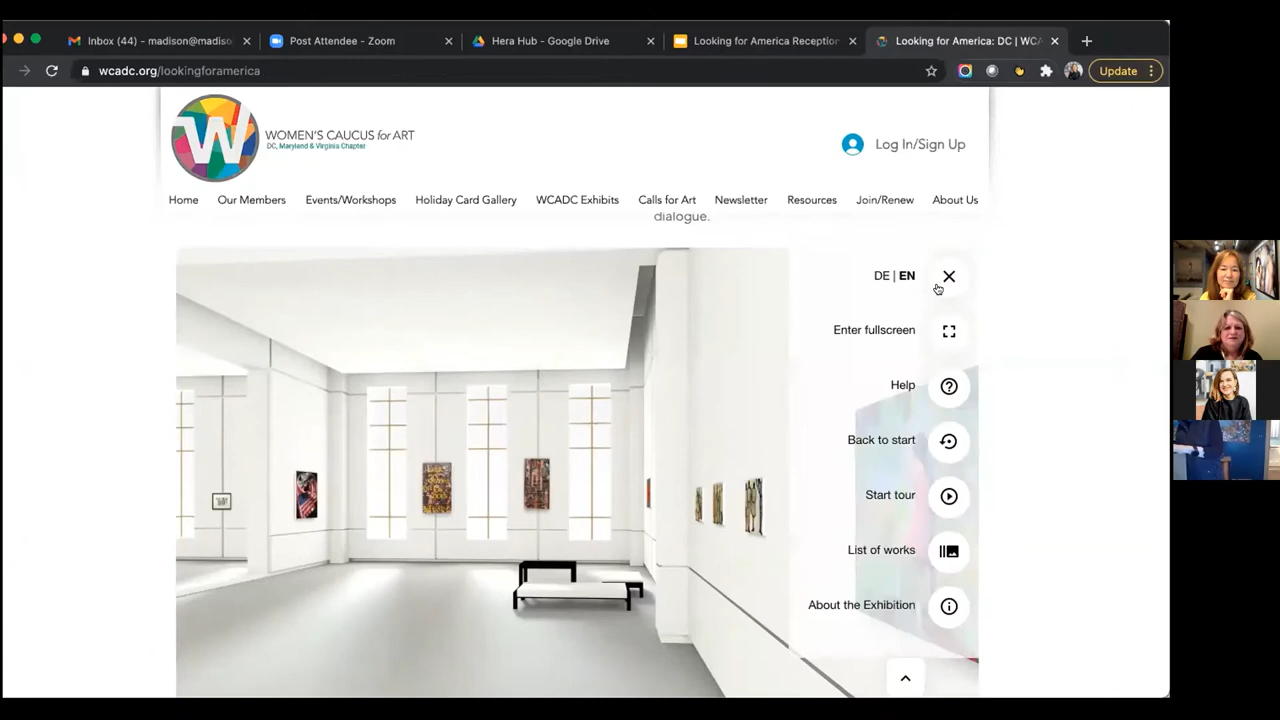 Inbox (44) - madison@madiso
Post Attendee - Zoom
Hera Hub - Google Drive
Looking for America Reception
Looking for America: DC | WCA
wcadc.org/lookingforamerica
Update
W
WOMEN'S CAUCUS for ART
DC, Maryland & Virginia Chapter
Log In/Sign Up
Home
Our Members
Events/Workshops
Holiday Card Gallery
WCADC Exhibits
Calls for Art
Newsletter
Resources
Join/Renew
About Us
dialogue.
DE | EN
Enter fullscreen
Help
Back to start
Start tour
List of works
About the Exhibition